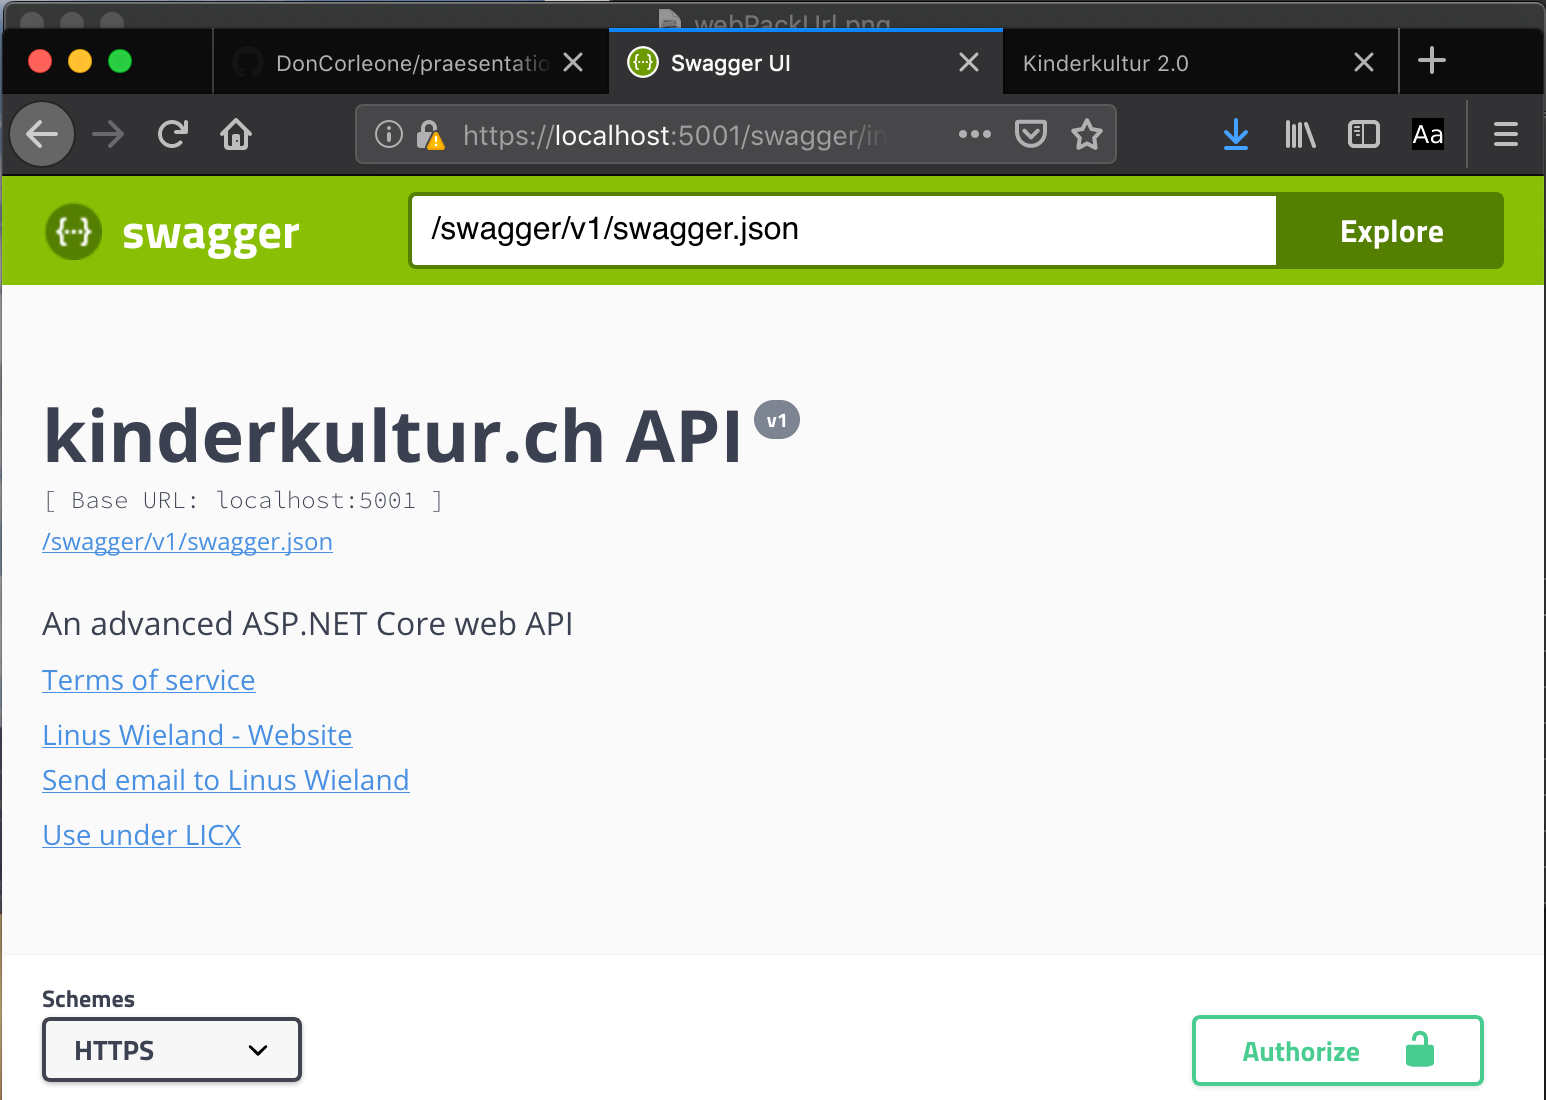 webPackUrl.png
DonCorleone/praesentatio
Swagger UI
Kinderkultur 2.0
https://localhost:5001/swagger/in
Aa
{···} swagger
/swagger/v1/swagger.json
Explore
kinderkultur.ch API v1
[ Base URL: localhost:5001 ]
/swagger/v1/swagger.json
An advanced ASP.NET Core web API
Terms of service
Linus Wieland - Website
Send email to Linus Wieland
Use under LICX
Schemes
HTTPS
Authorize